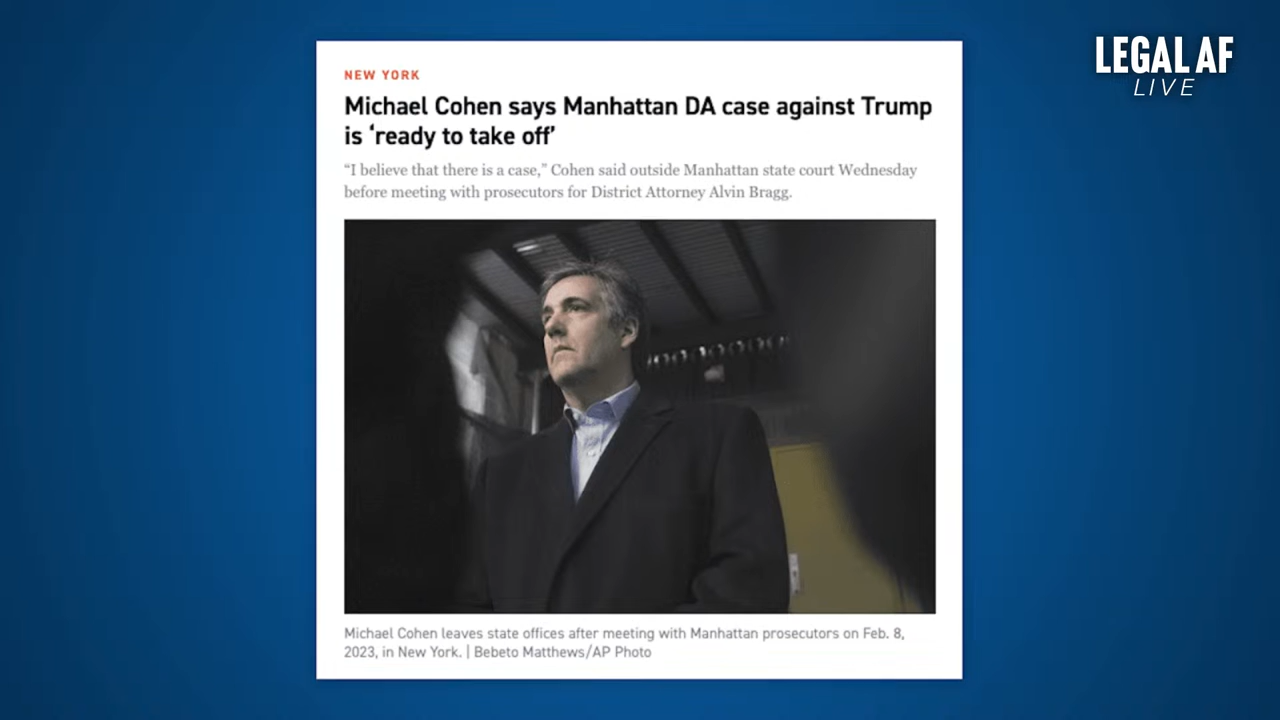 LEGAL AF
LIVE
NEW YORK
Michael Cohen says Manhattan DA case against Trump
is ‘ready to take off’
“I believe that there is a case,” Cohen said outside Manhattan state court Wednesday
before meeting with prosecutors for District Attorney Alvin Bragg.
Michael Cohen leaves state offices after meeting with Manhattan prosecutors on Feb. 8,
2023, in New York. | Bebeto Matthews/AP Photo